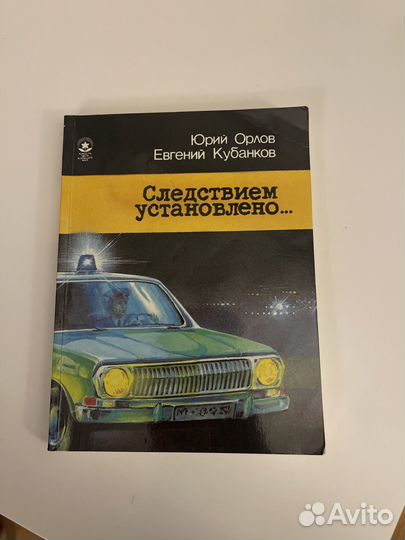 Юрий Орлов
Евгений Кубанков
Следствием
установлено...
Avito